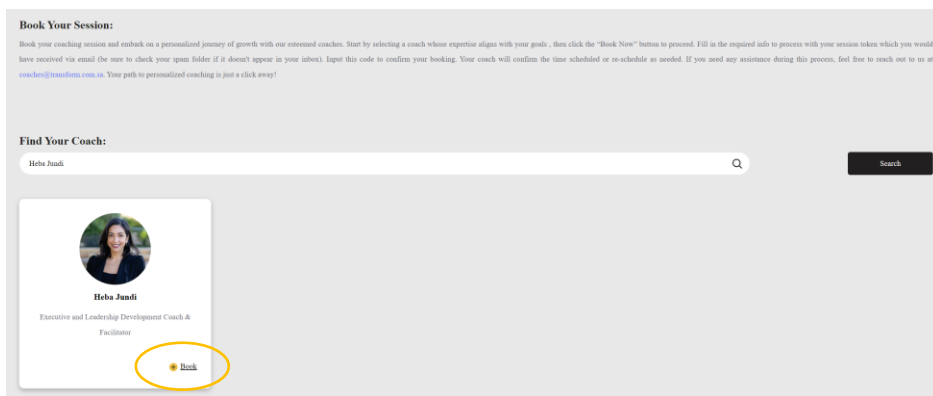 Book Your Session:
Book your coaching session and embark on a personalized journey of growth with our esteemed coaches. Start by selecting a coach whose expertise aligns with your goals , then click the “Book Now” button to proceed. Fill in the required info to process with your session token which you would
have received via email (be sure to check your spam folder if it doesn't appear in your inbox). Input this code to confirm your booking. Your coach will confirm the time scheduled or re-schedule as needed. If you need any assistance during this process, feel free to reach out to us at
coaches@transform.com.sa. Your path to personalized coaching is just a click away!
Find Your Coach:
Heba Jundi
Search
Heba Jundi
Executive and Leadership Development Coach &
Facilitator
Book